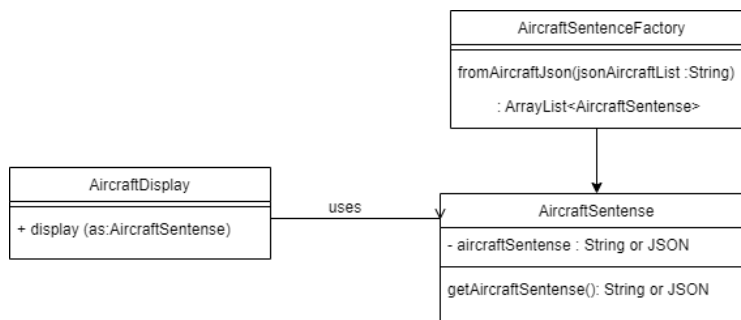 AircraftSentenceFactory
fromAircraftJson(jsonAircraftList :String)
: ArrayList<AircraftSentense>
AircraftDisplay
+ display (as:AircraftSentense)
uses
AircraftSentense
- aircraftSentense : String or JSON
getAircraftSentense(): String or JSON